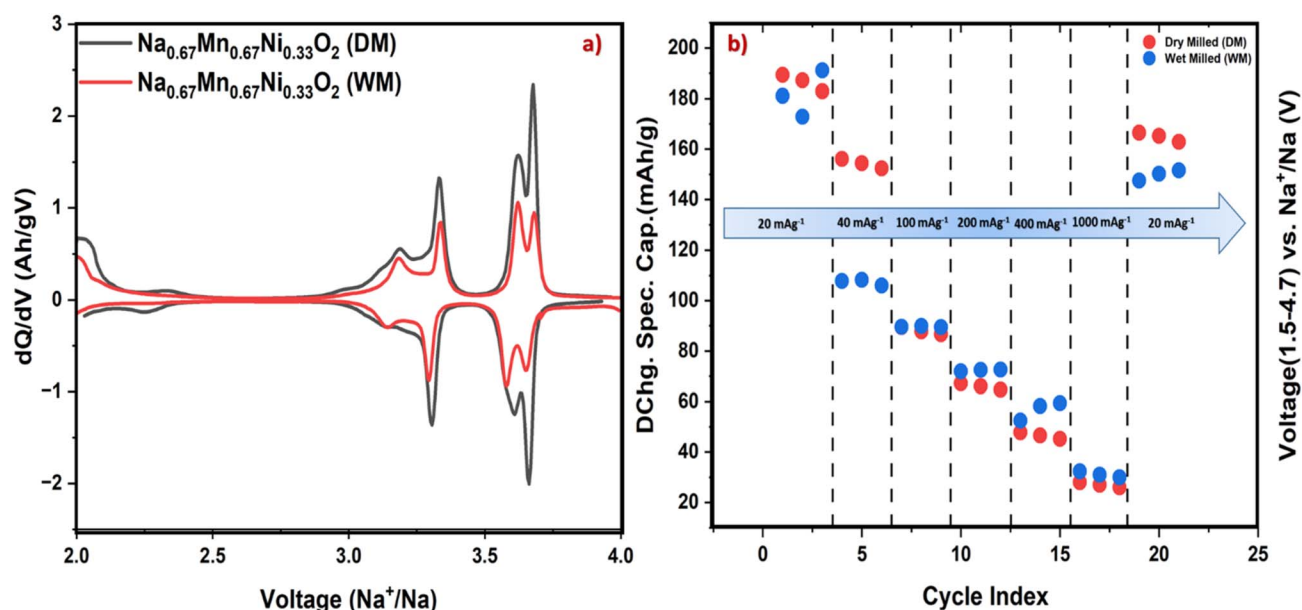 a)
Na₀.₆₇Mn₀.₆₇Ni₀.₃₃O₂ (DM)
Na₀.₆₇Mn₀.₆₇Ni₀.₃₃O₂ (WM)
dQ/dV (Ah/gV)
3
2
1
0
−1
−2
2.0
2.5
3.0
3.5
4.0
Voltage (Na⁺/Na)
b)
Dry Milled (DM)
Wet Milled (WM)
DChg. Spec. Cap.(mAh/g)
200
180
160
140
120
100
80
60
40
20
20 mAg⁻¹
40 mAg⁻¹
100 mAg⁻¹
200 mAg⁻¹
400 mAg⁻¹
1000 mAg⁻¹
20 mAg⁻¹
0
5
10
15
20
25
Cycle Index
Voltage(1.5-4.7) vs. Na⁺/Na (V)